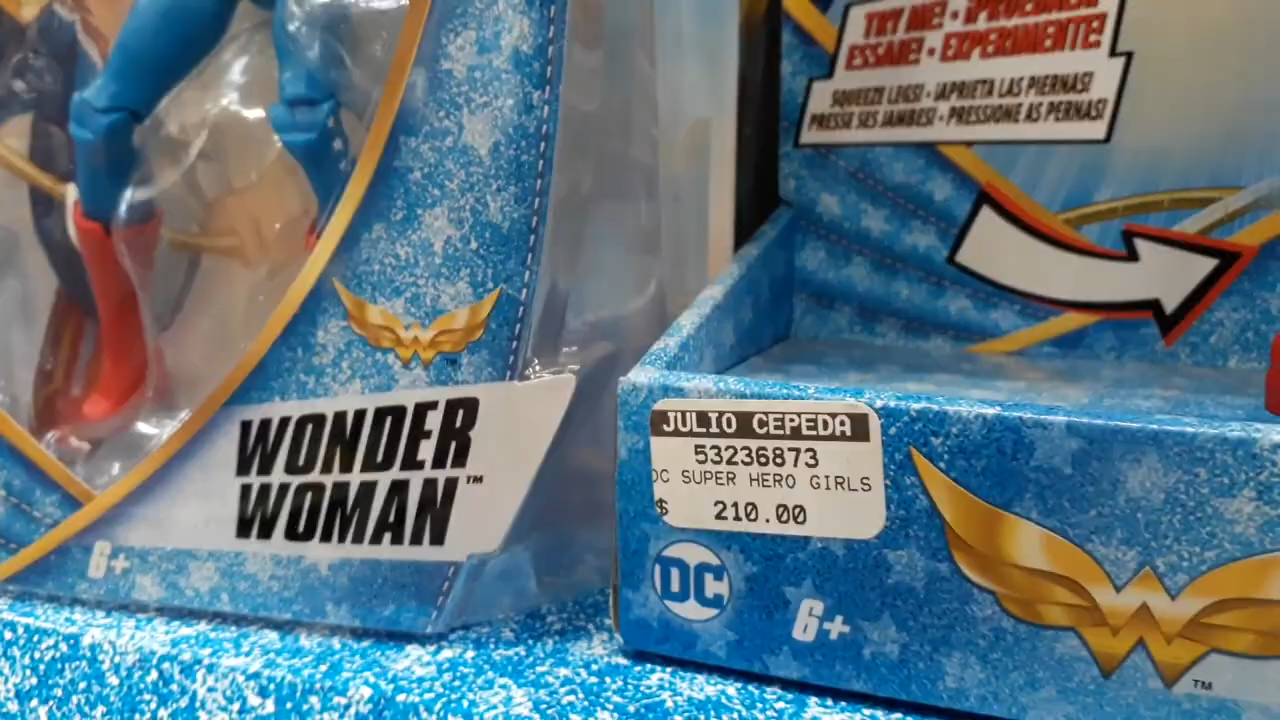 WONDER
WOMAN™
6+
TRY ME! • ¡PRUÉBAME!
ESSAIE! • EXPERIMENTE!
SQUEEZE LEGS! • ¡APRIETA LAS PIERNAS!
PRESSE SES JAMBES! • PRESSIONE AS PERNAS!
JULIO CEPEDA
53236873
DC SUPER HERO GIRLS
$ 210.00
DC
6+
TM